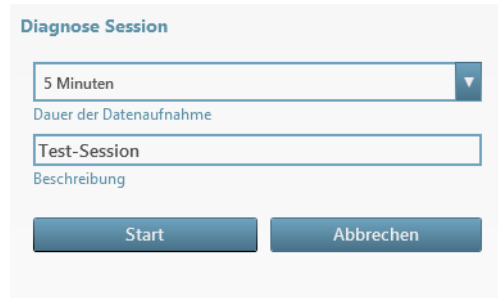 Diagnose Session
5 Minuten
Dauer der Datenaufnahme
Test-Session
Beschreibung
Start Abbrechen